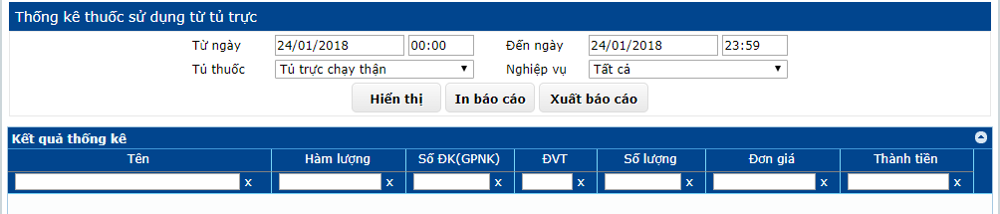 Thống kê thuốc sử dụng từ tủ trực
Từ ngày 24/01/2018 00:00 Đến ngày 24/01/2018 23:59
Tủ thuốc Tủ trực chạy thận Nghiệp vụ Tất cả
Hiển thị In báo cáo Xuất báo cáo
Kết quả thống kê
Tên Hàm lượng Số ĐK(GPNK) ĐVT Số lượng Đơn giá Thành tiền
x x x x x x x